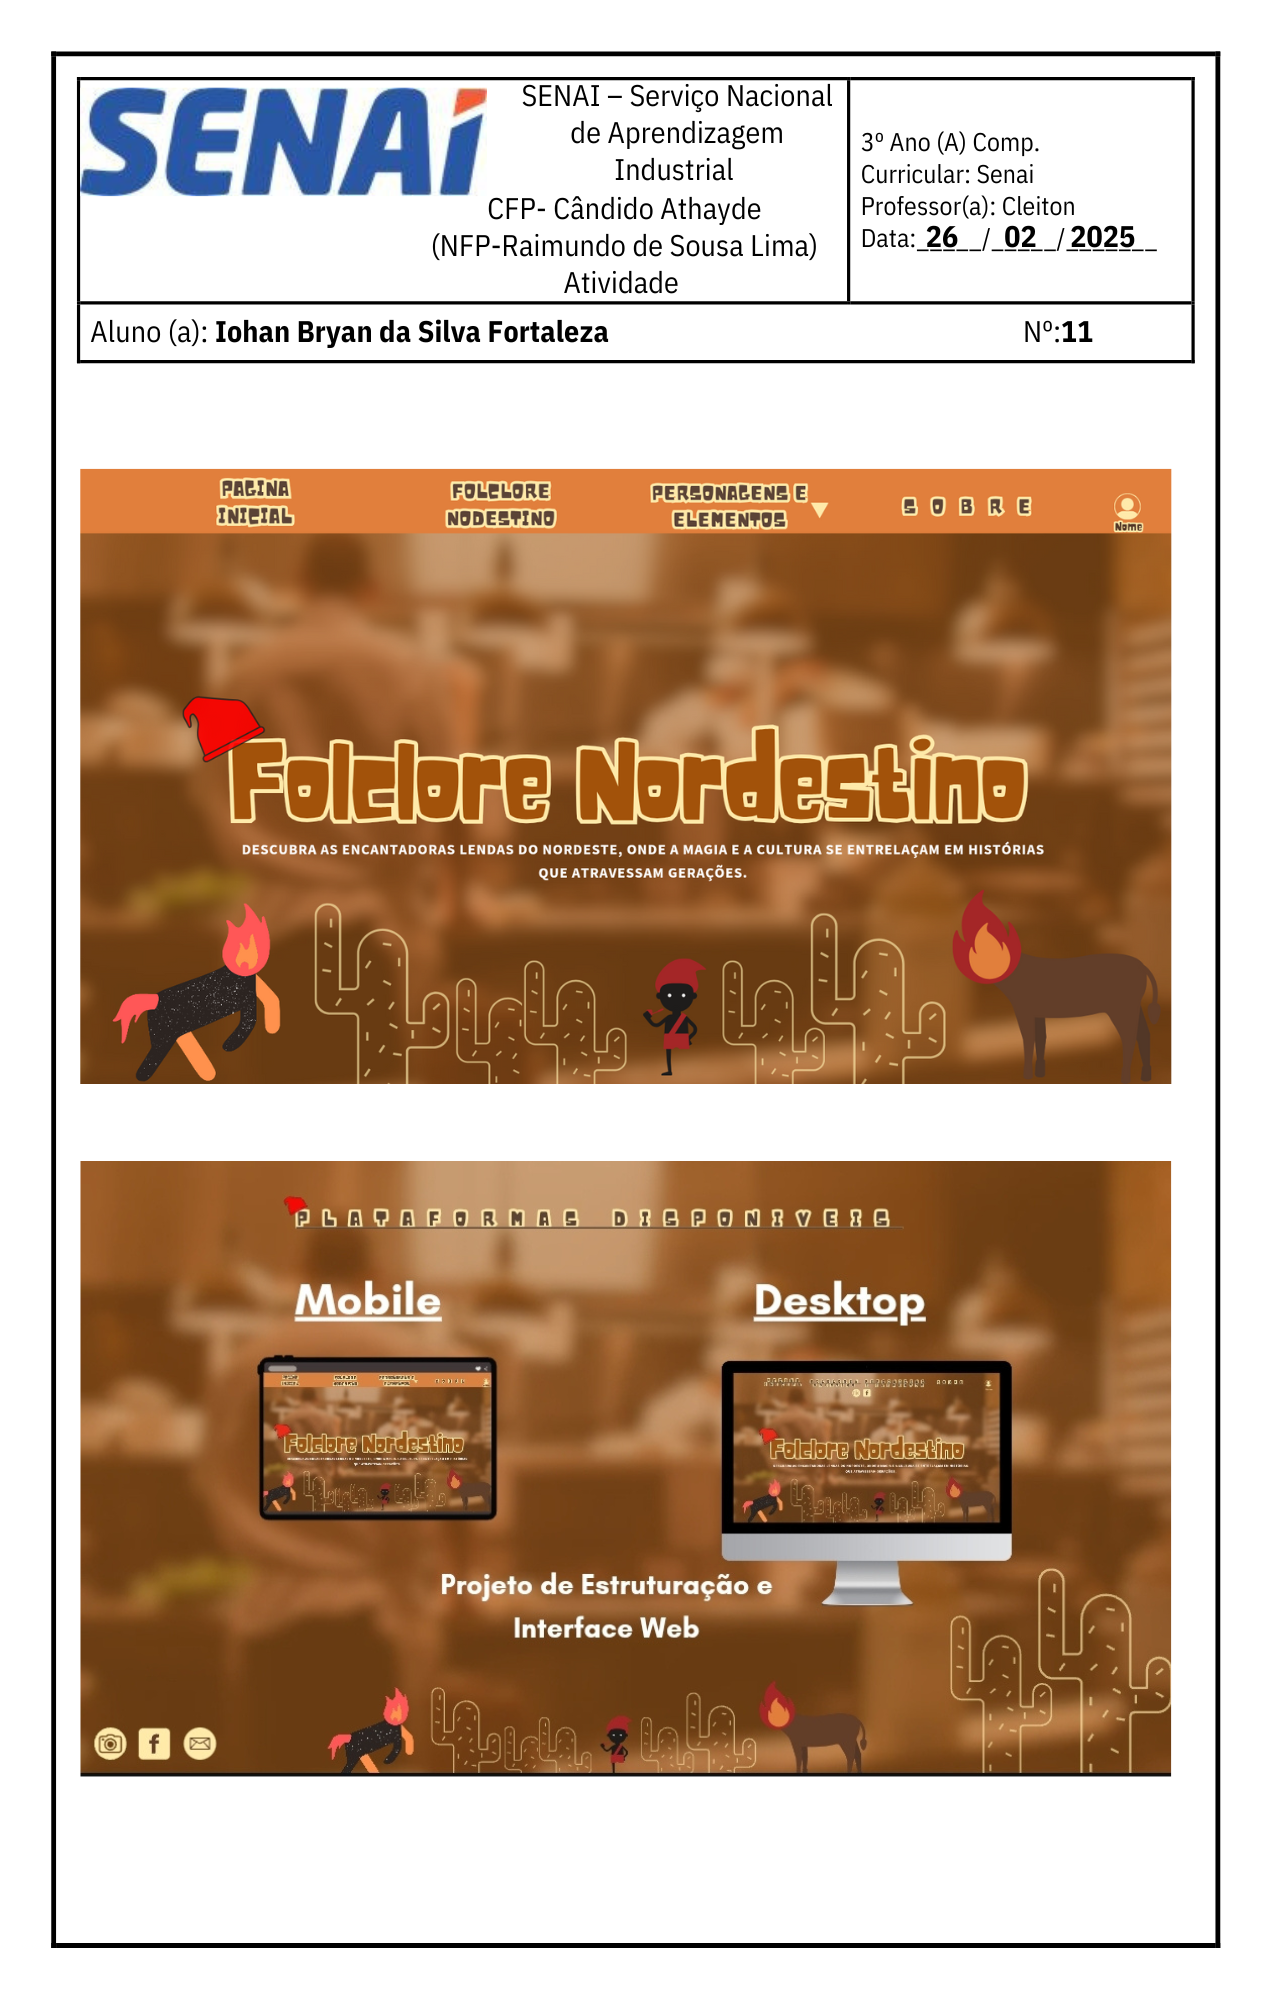 SENAI
SENAI – Serviço Nacional
de Aprendizagem
Industrial
CFP- Cândido Athayde
(NFP-Raimundo de Sousa Lima)
Atividade
3º Ano (A) Comp.
Curricular: Senai
Professor(a): Cleiton
Data: 26 / 02 / 2025
Aluno (a): Iohan Bryan da Silva Fortaleza Nº:11
PAGINA
INICIAL
FOLCLORE
NODESTINO
PERSONAGENS E
ELEMENTOS
SOBRE
Nome
Folclore Nordestino
DESCUBRA AS ENCANTADORAS LENDAS DO NORDESTE, ONDE A MAGIA E A CULTURA SE ENTRELAÇAM EM HISTÓRIAS
QUE ATRAVESSAM GERAÇÕES.
PLATAFORMAS DISPONIVEIS
Mobile
Desktop
Folclore Nordestino
Folclore Nordestino
Projeto de Estruturação e
Interface Web